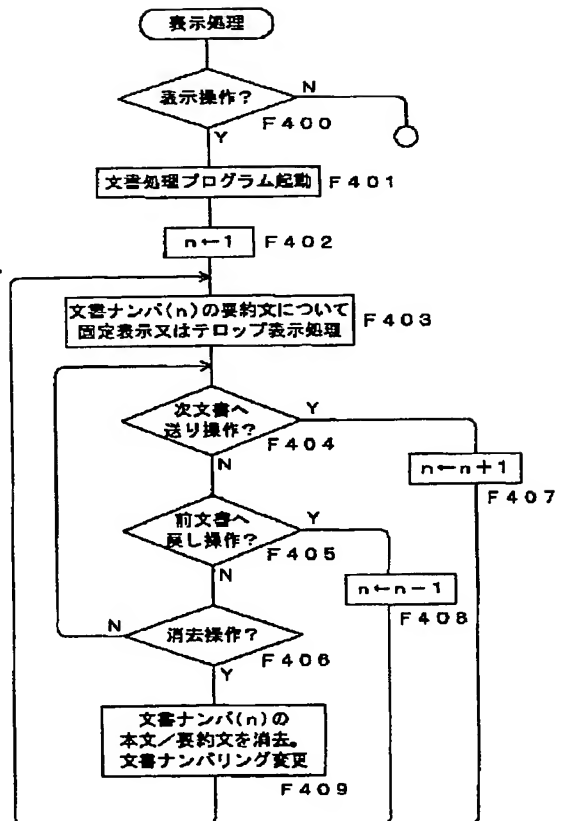 表示処理
表示操作?
N
F400
Y
文書処理プログラム起動
F401
n←1
F402
文書ナンバ(n)の要約文について
固定表示又はテロップ表示処理
F403
次文書へ
送り操作?
Y
F404
N
n←n+1
F407
前文書へ
戻し操作?
Y
F405
N
n←n-1
F408
N
消去操作?
F406
Y
文書ナンバ(n)の
本文/要約文を消去。
文書ナンバリング変更
F409